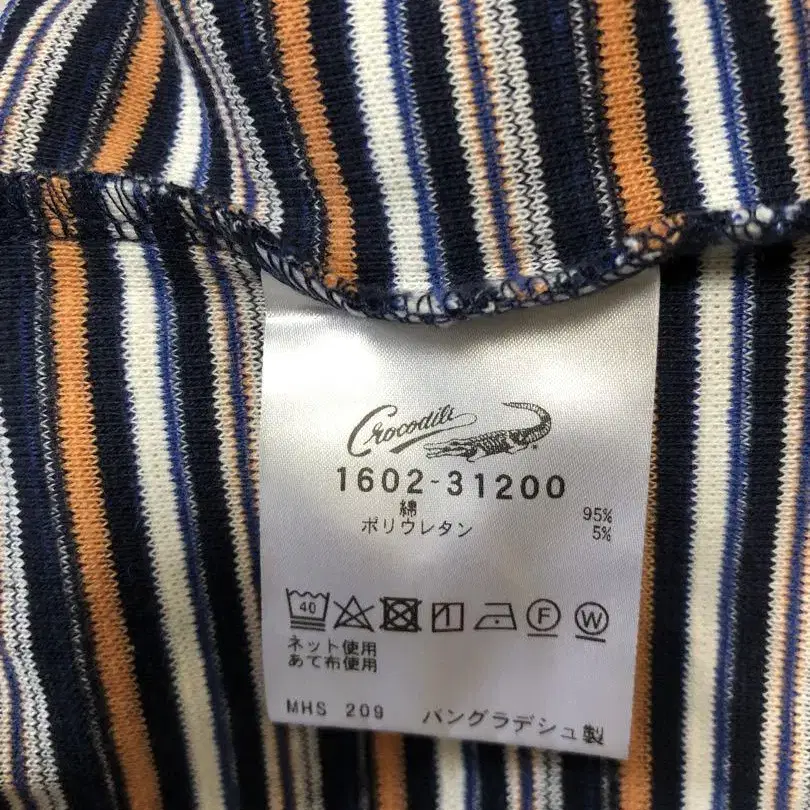 Crocodile
1602-31200
綿 95%
ポリウレタン 5%
40 F W
ネット使用
あて布使用
MHS 209 バングラデシュ製